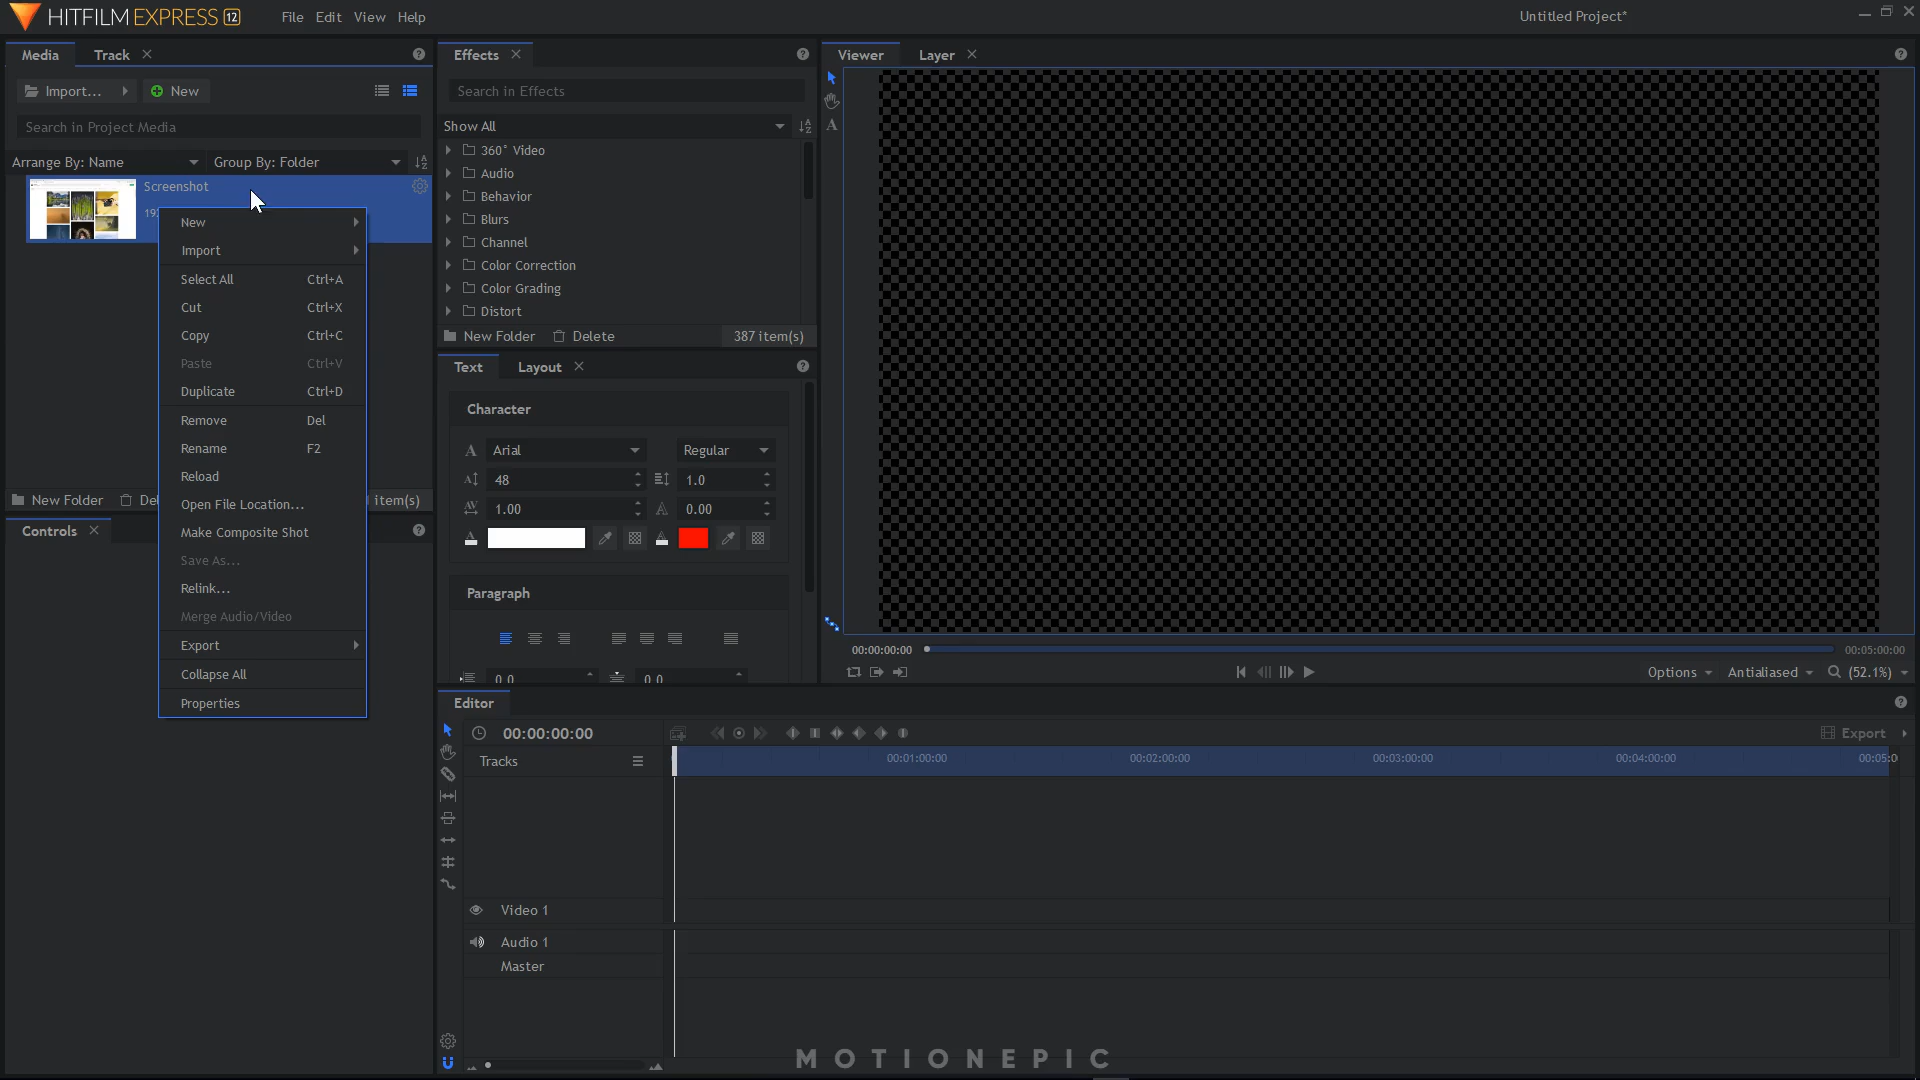 HITFILM EXPRESS 12
File Edit View Help
Untitled Project*
Media Track
Import... New
Search in Project Media
Arrange By: Name Group By: Folder
Screenshot
New
Import
Select All Ctrl+A
Cut Ctrl+X
Copy Ctrl+C
Paste Ctrl+V
Duplicate Ctrl+D
Remove Del
Rename F2
Reload
Open File Location...
Make Composite Shot
Save As...
Relink...
Merge Audio/Video
Export
Collapse All
Properties
New Folder item(s)
Controls
Effects
Search in Effects
Show All
360° Video
Audio
Behavior
Blurs
Channel
Color Correction
Color Grading
Distort
New Folder Delete 387 item(s)
Text Layout
Character
Arial Regular
48 1.0
1.00 0.00
Paragraph
0.0 0.0
Viewer Layer
00:00:00:00 00:05:00:00
Options Antialiased (52.1%)
Editor
00:00:00:00 Export
Tracks 00:01:00:00 00:02:00:00 00:03:00:00 00:04:00:00 00:05:0
Video 1
Audio 1
Master
MOTIONEPIC